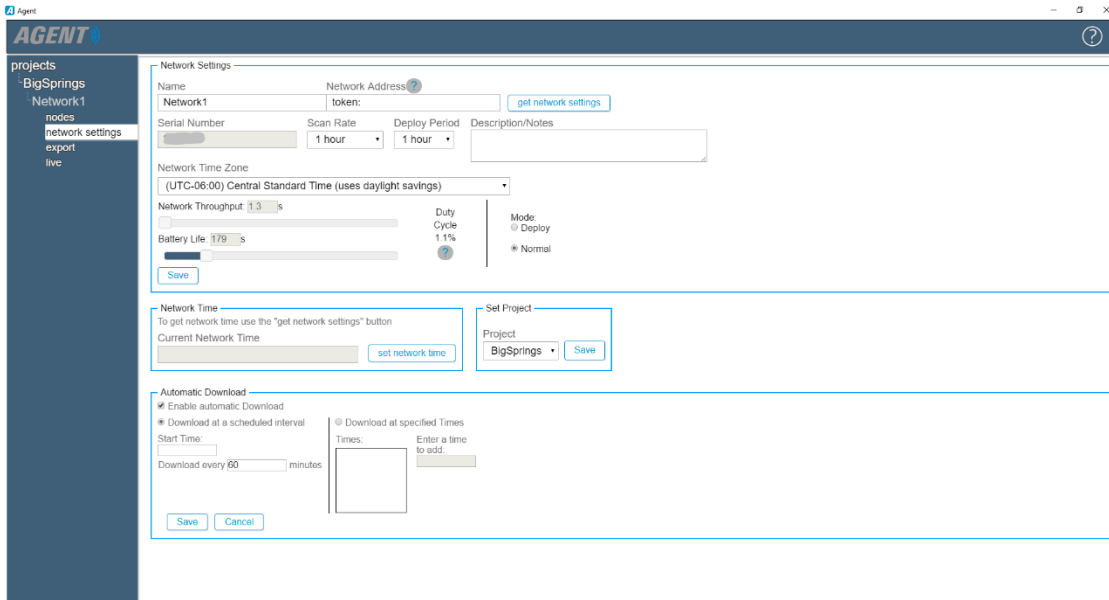 Agent
AGENT
?
projects
BigSprings
Network1
nodes
network settings
export
live
Network Settings
Name
Network Address ?
Network1
token:
get network settings
Serial Number
Scan Rate
Deploy Period
Description/Notes
1 hour
1 hour
Network Time Zone
(UTC-06:00) Central Standard Time (uses daylight savings)
Network Throughput: 1.3 s
Duty
Cycle
1.1%
?
Mode:
Deploy
Normal
Battery Life: 179 s
Save
Network Time
To get network time use the "get network settings" button
Current Network Time
set network time
Set Project
Project
BigSprings
Save
Automatic Download
Enable automatic Download
Download at a scheduled interval
Start Time:
Download every 60 minutes
Download at specified Times
Times:
Enter a time
to add:
Save
Cancel